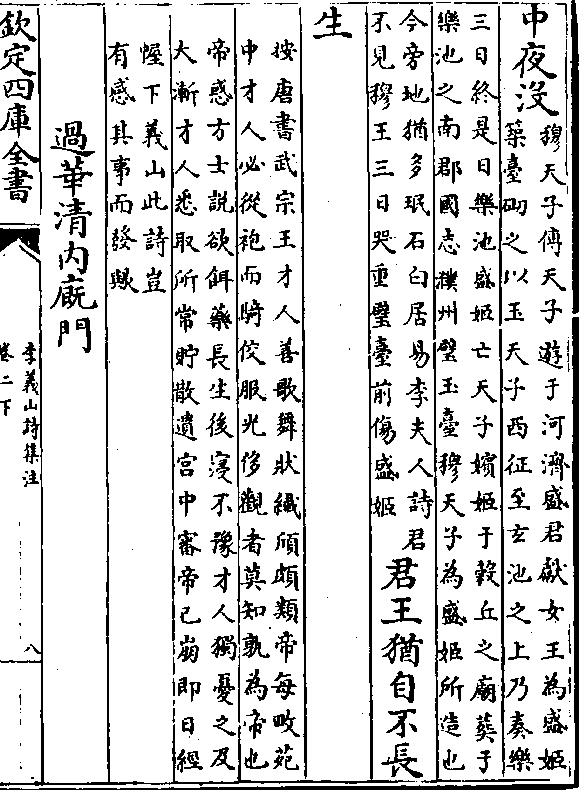 中夜没
穆天子傳天子遊于河濟盛君獻女王為盛姬
築臺砌之以玉天子西征至玄池之上乃奏樂
三日終是日樂池盛姬亡天子嬪姬于穀丘之廟葬于
樂池之南郡國志濮州璧玉臺穆天子為盛姬所造也
今旁地猶多珉石白居易李夫人詩君
不見穆王三日哭重璧臺前傷盛姬
君王猶自不長
生
按唐書武宗王才人善歌舞狀纖頎頗類帝每畋苑
中才人必從袍而騎佼服光侈觀者莫知孰為帝也
帝惑方士說欲餌藥長生後寖不豫才人獨憂之及
大漸才人悉取所常貯散遺宮中審帝已崩即日經
幄下義山此詩豈
有感其事而發歟
過華清内廐門
欽定四庫全書
李義山詩集注
卷二下
八